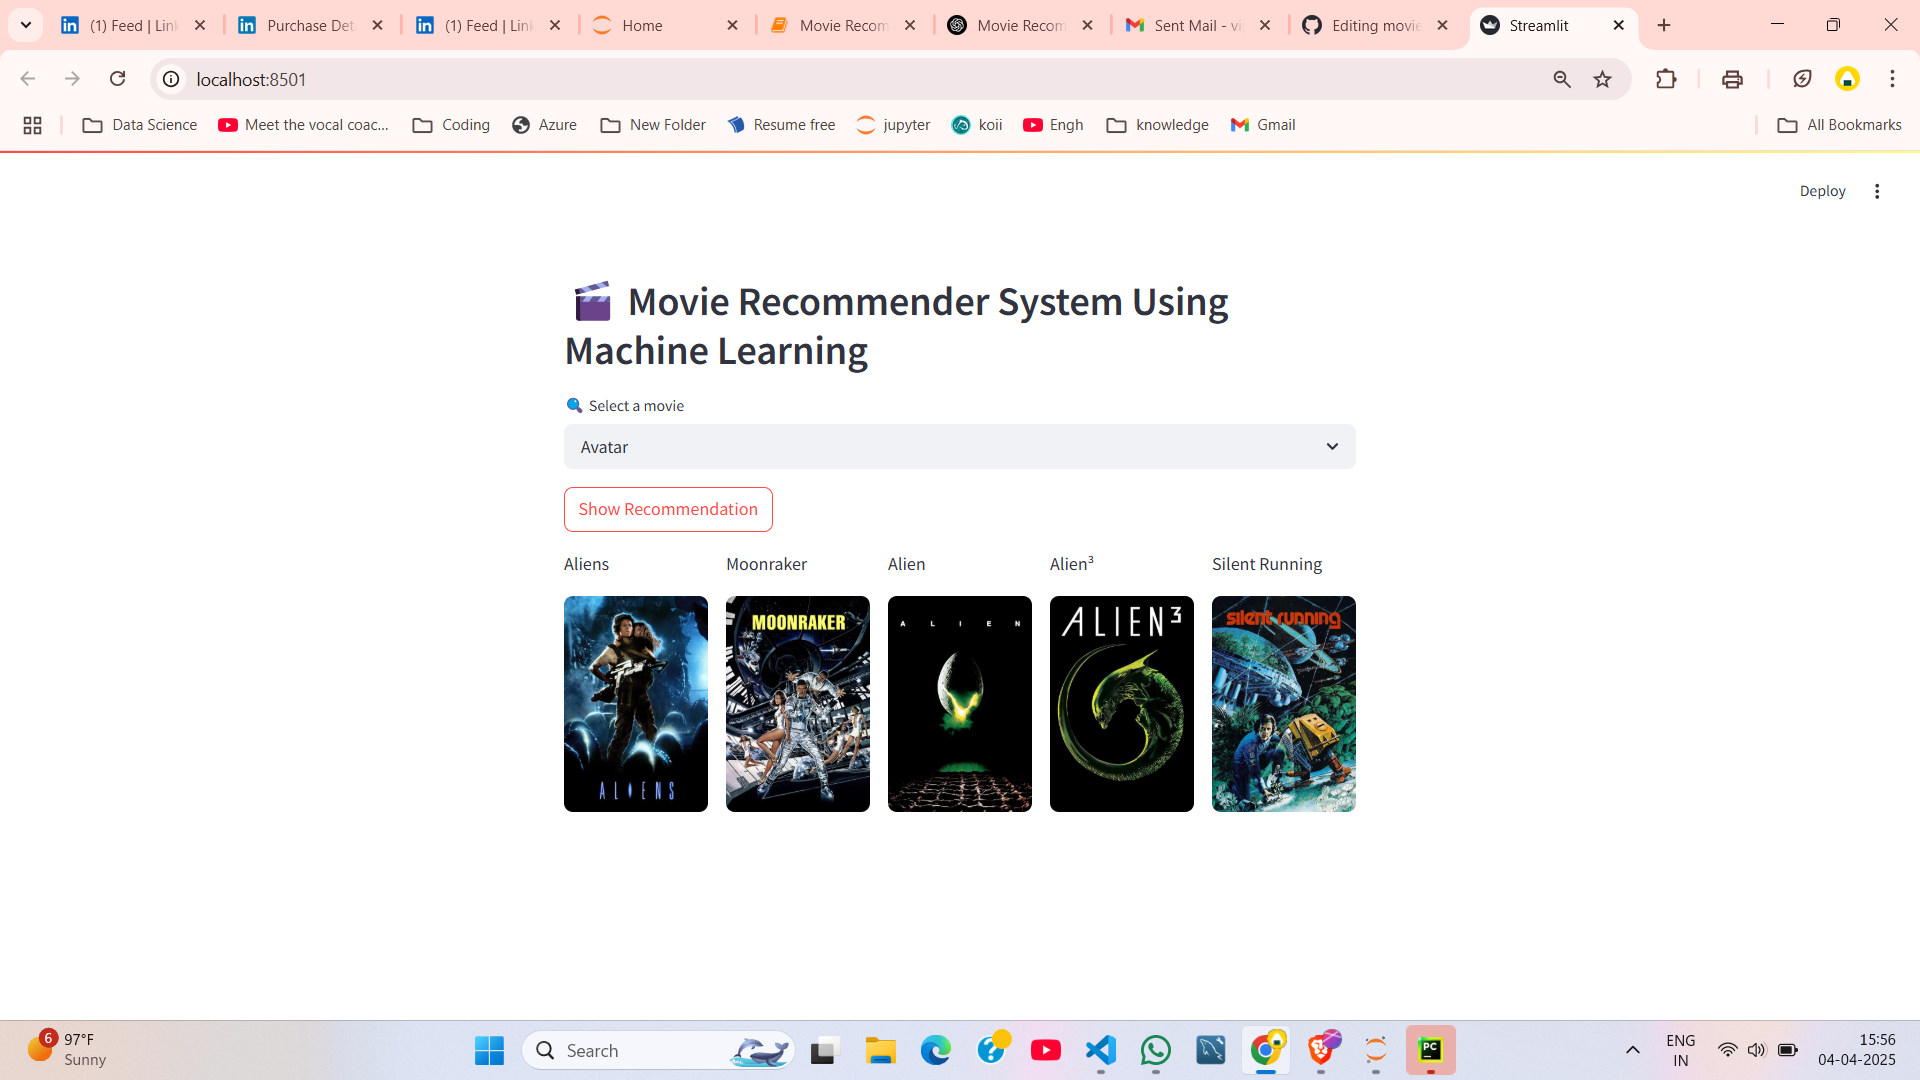 (1) Feed | Link
Purchase Det
(1) Feed | Link
Home
Movie Recom
Movie Recom
Sent Mail - vi
Editing movie
Streamlit
localhost:8501
Data Science
Meet the vocal coac...
Coding
Azure
New Folder
Resume free
jupyter
koii
Engh
knowledge
Gmail
All Bookmarks
Deploy
Movie Recommender System Using
Machine Learning
Select a movie
Avatar
Show Recommendation
Aliens
Moonraker
Alien
Alien³
Silent Running
ALIENS
MOONRAKER
ALIEN
ALIEN³
silent running
6
97°F
Sunny
Search
PC
ENG
IN
15:56
04-04-2025